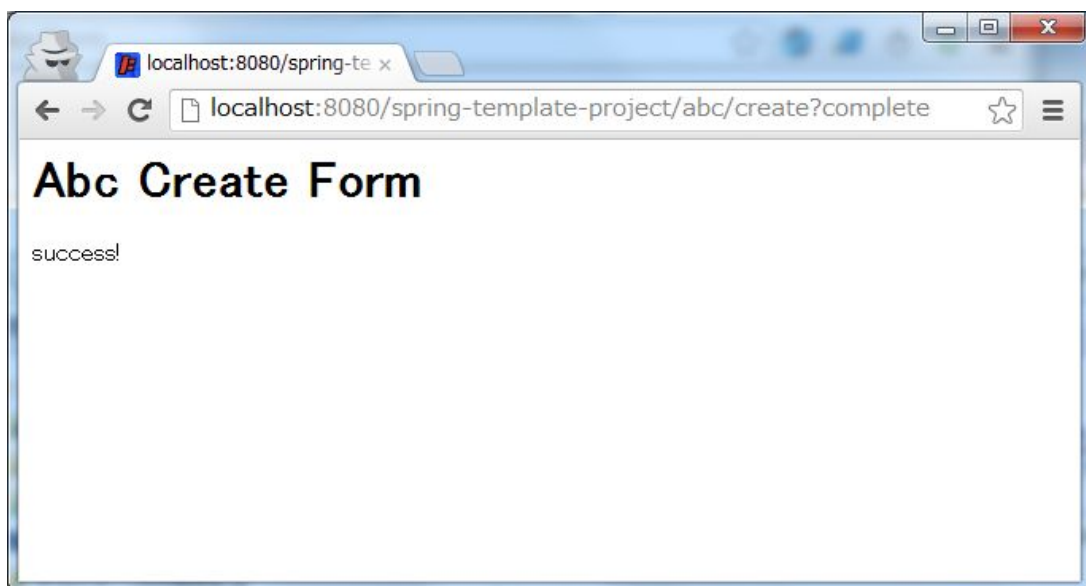 localhost:8080/spring-te
localhost:8080/spring-template-project/abc/create?complete
Abc Create Form
success!